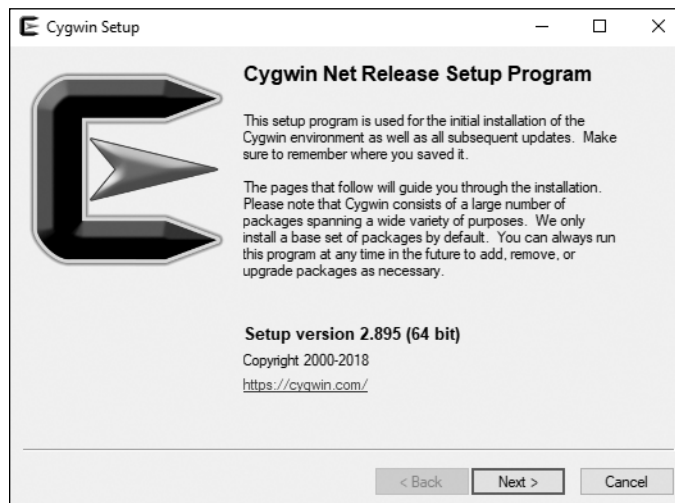 Cygwin Setup
Cygwin Net Release Setup Program
This setup program is used for the initial installation of the
Cygwin environment as well as all subsequent updates. Make
sure to remember where you saved it.
The pages that follow will guide you through the installation.
Please note that Cygwin consists of a large number of
packages spanning a wide variety of purposes. We only
install a base set of packages by default. You can always run
this program at any time in the future to add, remove, or
upgrade packages as necessary.
Setup version 2.895 (64 bit)
Copyright 2000-2018
https://cygwin.com/
< Back Next > Cancel